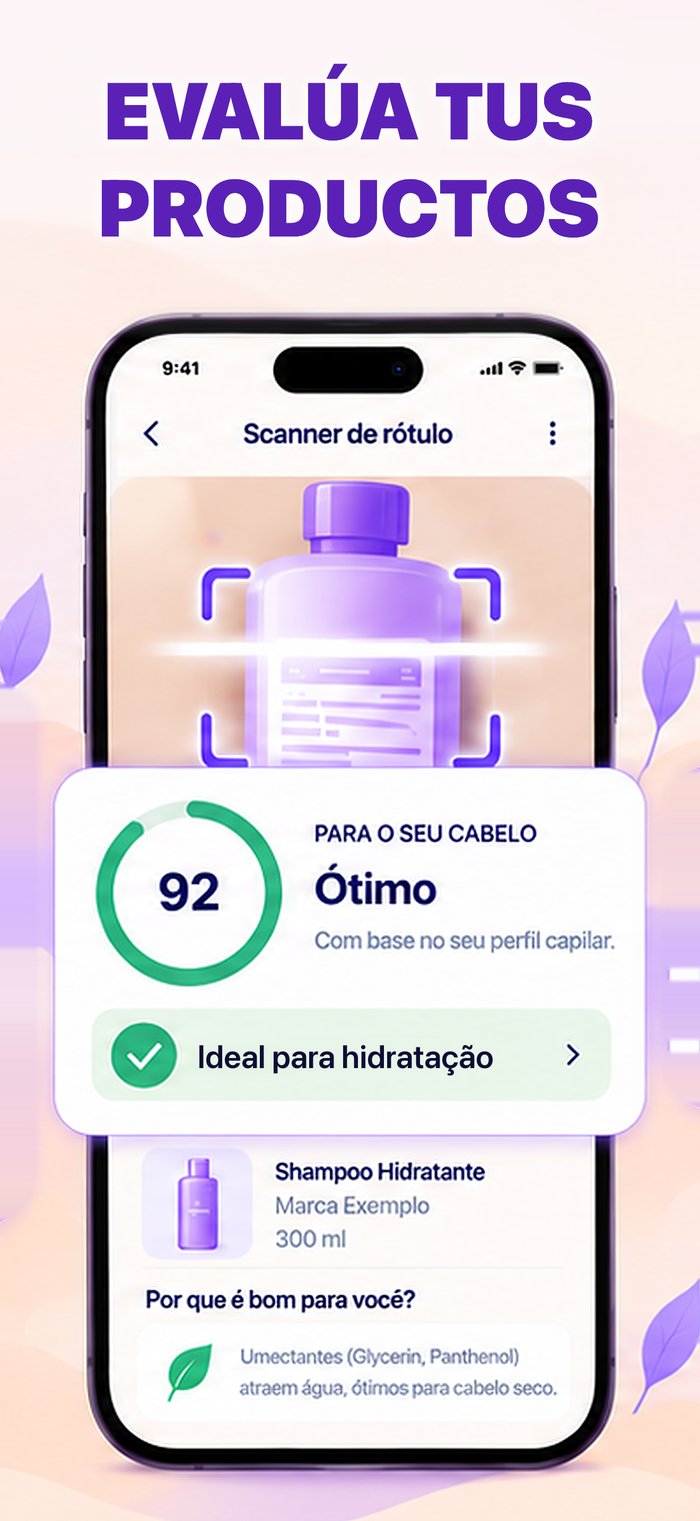 EVALÚA TUS
PRODUCTOS
9:41
Scanner de rótulo
92
PARA O SEU CABELO
Ótimo
Com base no seu perfil capilar.
Ideal para hidratação
Shampoo Hidratante
Marca Exemplo
300 ml
Por que é bom para você?
Umectantes (Glycerin, Panthenol)
atraem água, ótimos para cabelo seco.